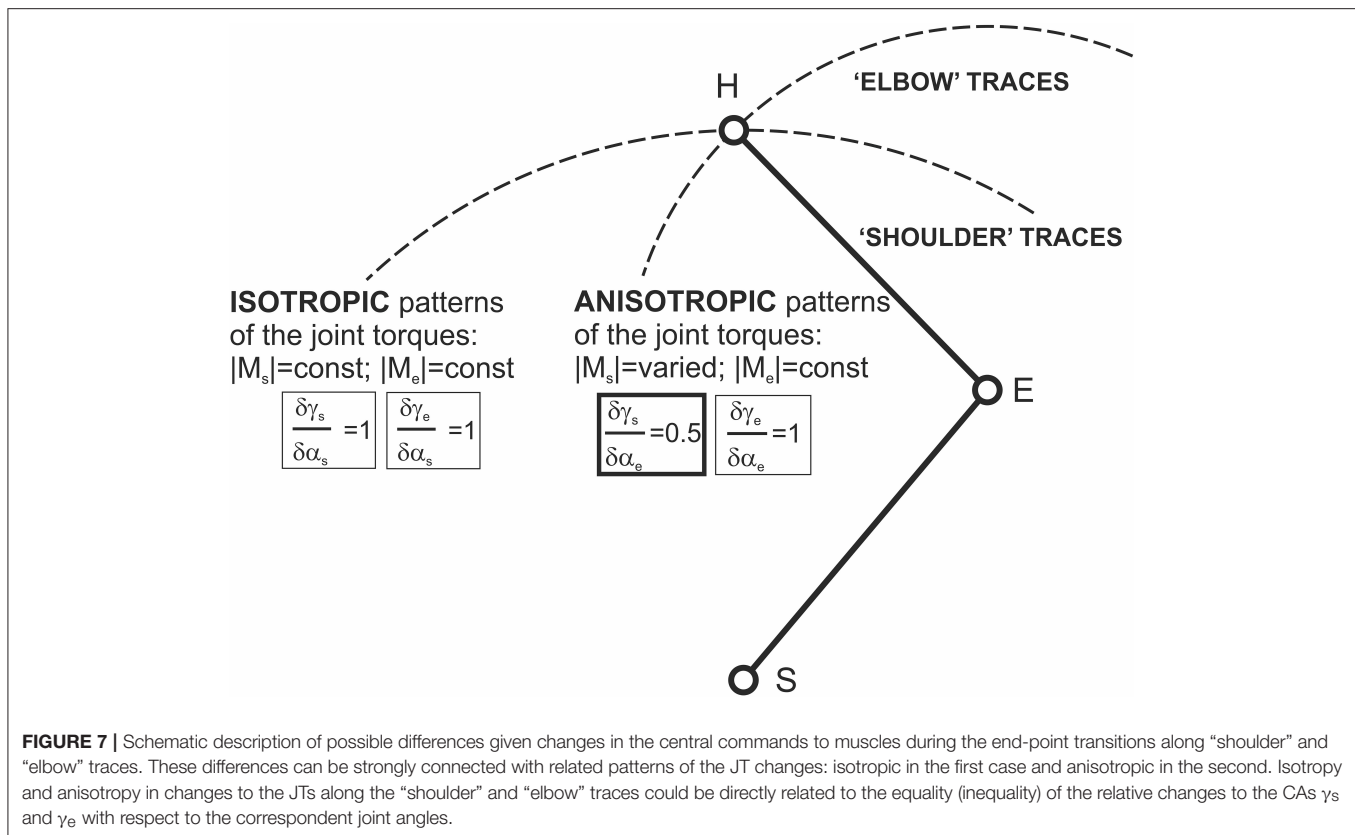 H
'ELBOW' TRACES
'SHOULDER' TRACES
ISOTROPIC patterns
of the joint torques:
|Mₛ|=const; |Mₑ|=const
δγₛ
δαₛ
=1
δγₑ
δαₛ
=1
ANISOTROPIC patterns
of the joint torques:
|Mₛ|=varied; |Mₑ|=const
δγₛ
δαₑ
=0.5
δγₑ
δαₑ
=1
E
S
FIGURE 7 | Schematic description of possible differences given changes in the central commands to muscles during the end-point transitions along “shoulder” and
“elbow” traces. These differences can be strongly connected with related patterns of the JT changes: isotropic in the first case and anisotropic in the second. Isotropy
and anisotropy in changes to the JTs along the “shoulder” and “elbow” traces could be directly related to the equality (inequality) of the relative changes to the CAs γₛ
and γₑ with respect to the correspondent joint angles.